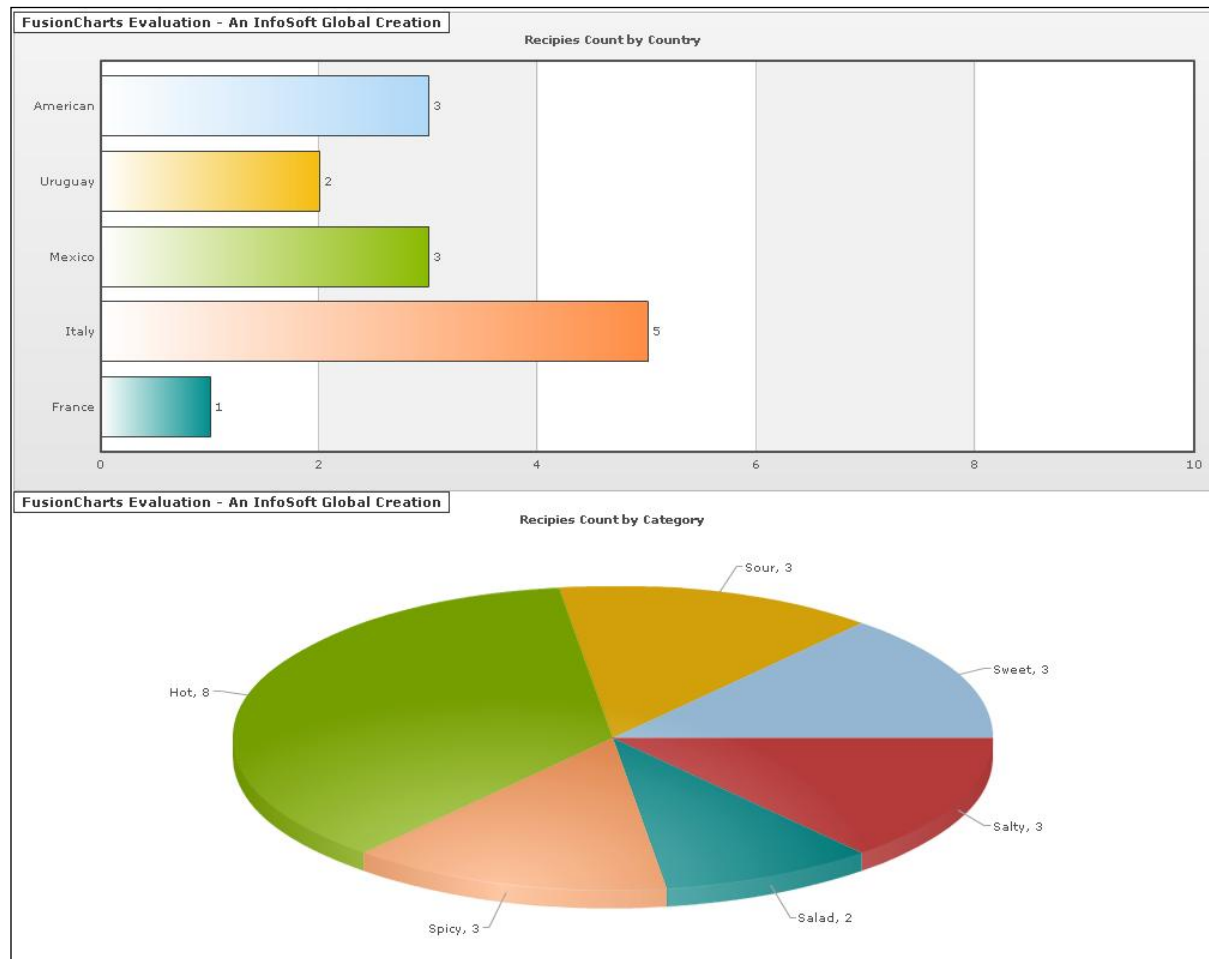 FusionCharts Evaluation - An InfoSoft Global Creation
Recipies Count by Country
American
3
Uruguay
2
Mexico
3
Italy
5
France
1
0 2 4 6 8 10
FusionCharts Evaluation - An InfoSoft Global Creation
Recipies Count by Category
Sour, 3
Sweet, 3
Hot, 8
Salty, 3
Salad, 2
Spicy, 3